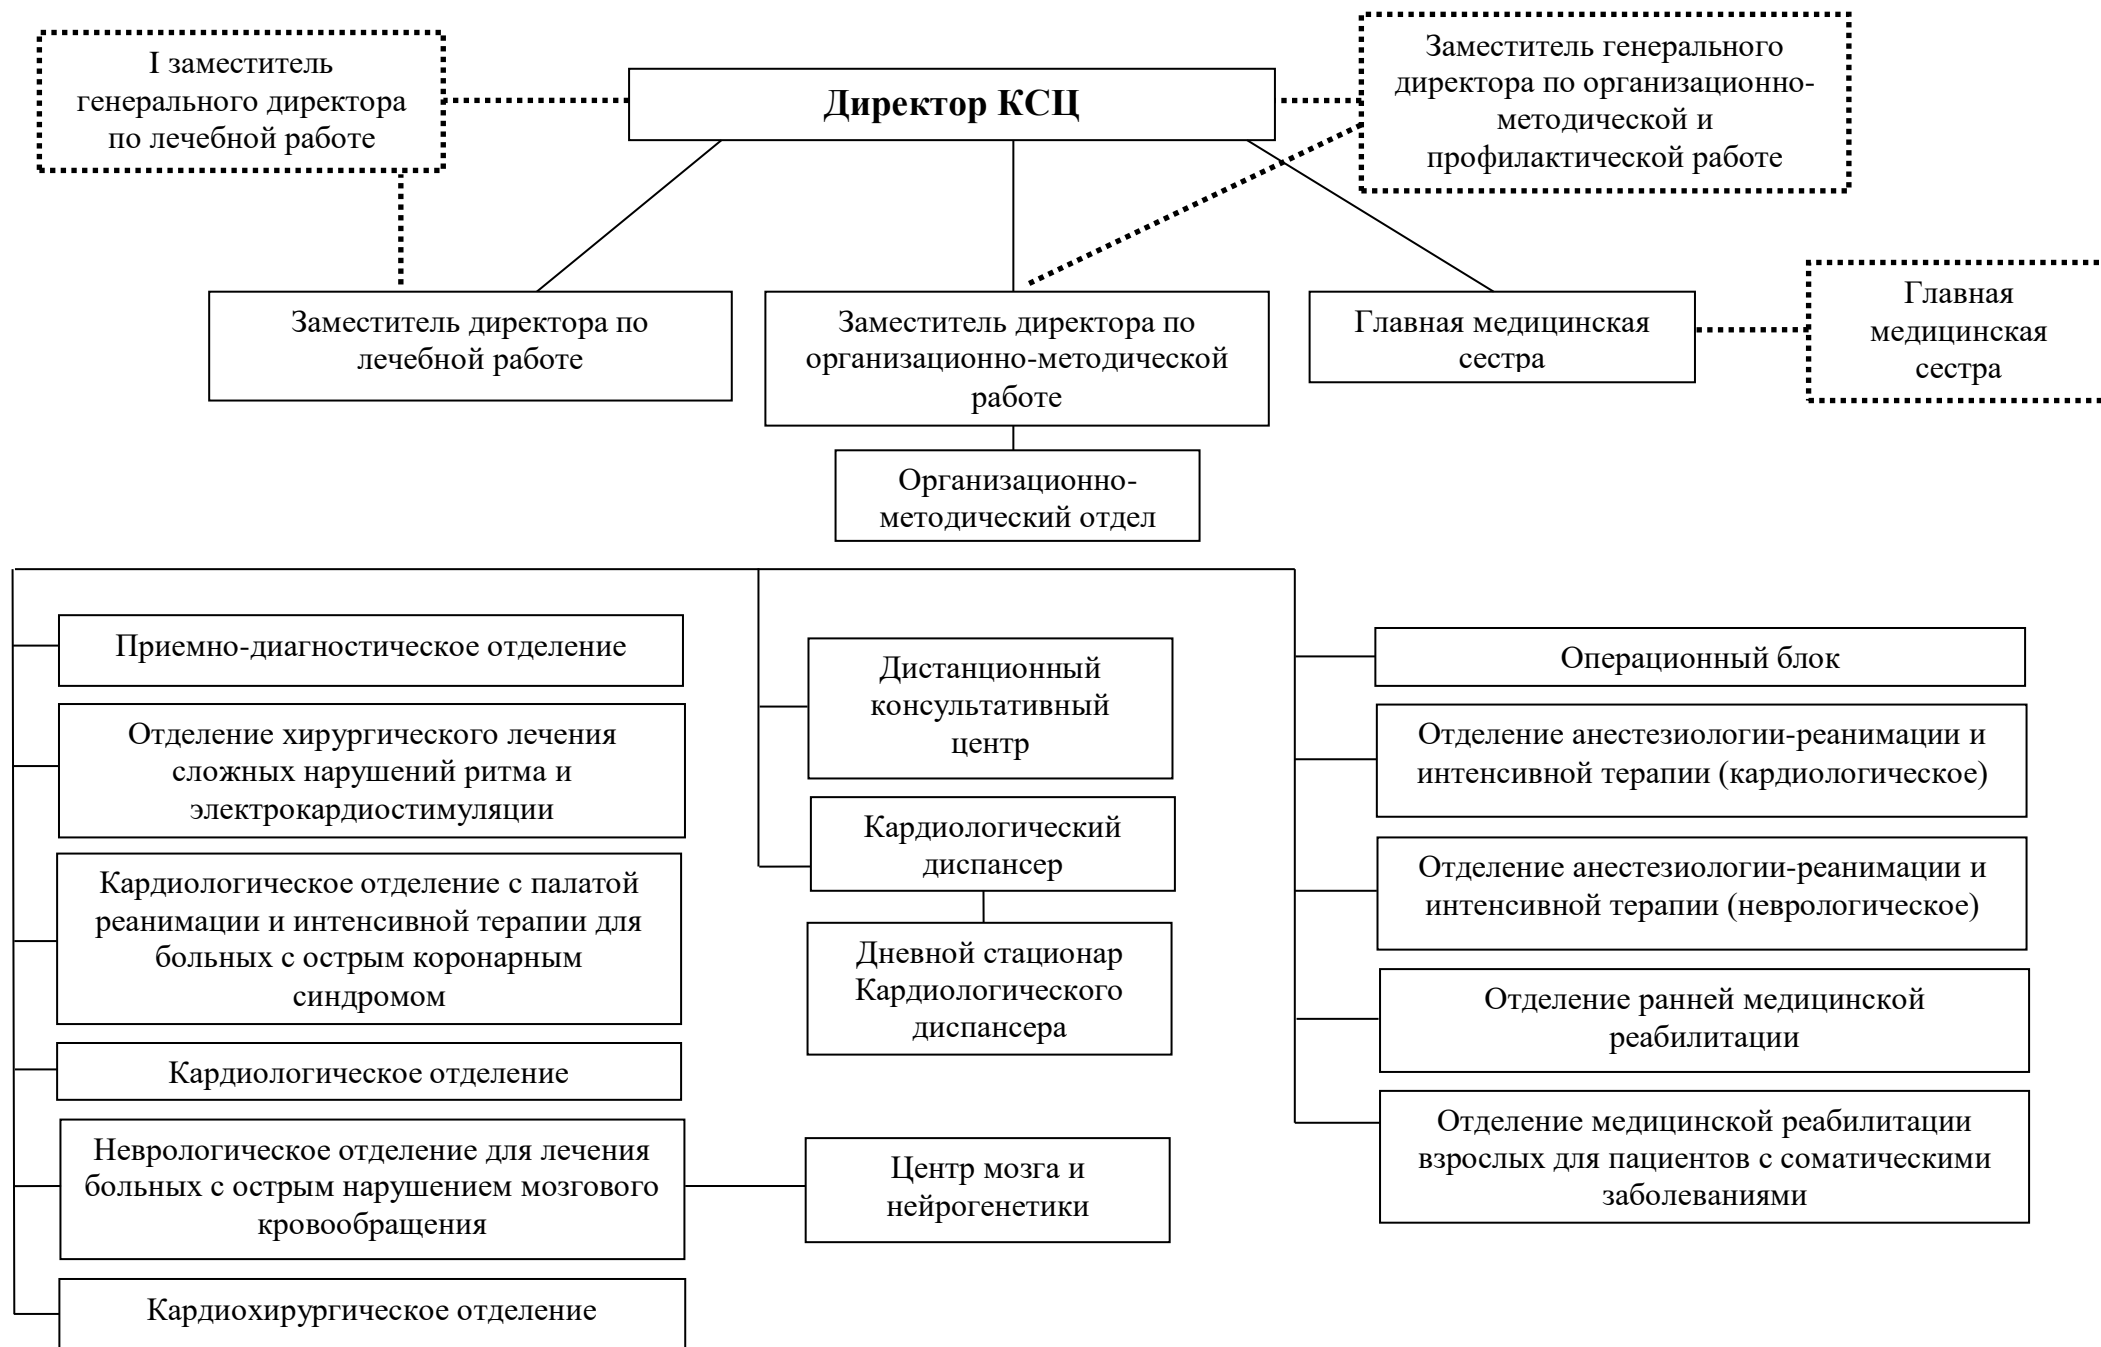 I заместитель
генерального директора
по лечебной работе
Директор КСЦ
Заместитель генерального
директора по организационно-
методической и
профилактической работе
Заместитель директора по
лечебной работе
Заместитель директора по
организационно-методической
работе
Главная медицинская
сестра
Главная
медицинская
сестра
Организационно-
методический отдел
Приемно-диагностическое отделение
Отделение хирургического лечения
сложных нарушений ритма и
электрокардиостимуляции
Кардиологическое отделение с палатой
реанимации и интенсивной терапии для
больных с острым коронарным
синдромом
Кардиологическое отделение
Неврологическое отделение для лечения
больных с острым нарушением мозгового
кровообращения
Кардиохирургическое отделение
Дистанционный
консультативный
центр
Кардиологический
диспансер
Дневной стационар
Кардиологического
диспансера
Центр мозга и
нейрогенетики
Операционный блок
Отделение анестезиологии-реанимации и
интенсивной терапии (кардиологическое)
Отделение анестезиологии-реанимации и
интенсивной терапии (неврологическое)
Отделение ранней медицинской
реабилитации
Отделение медицинской реабилитации
взрослых для пациентов с соматическими
заболеваниями